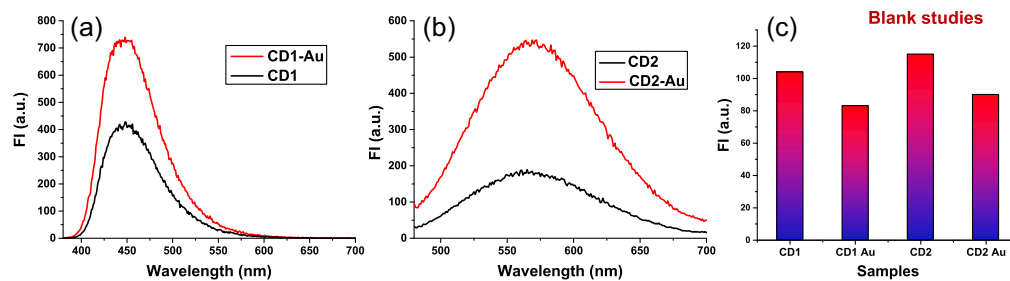 (a)
FI (a.u.)
800
700
600
500
400
300
200
100
0
400
450
500
550
600
650
700
Wavelength (nm)
CD1-Au
CD1
(b)
FI (a.u.)
600
500
400
300
200
100
0
500
550
600
650
700
Wavelength (nm)
CD2
CD2-Au
Blank studies
(c)
FI (a.u.)
120
100
80
60
40
20
0
CD1
CD1 Au
CD2
CD2 Au
Samples